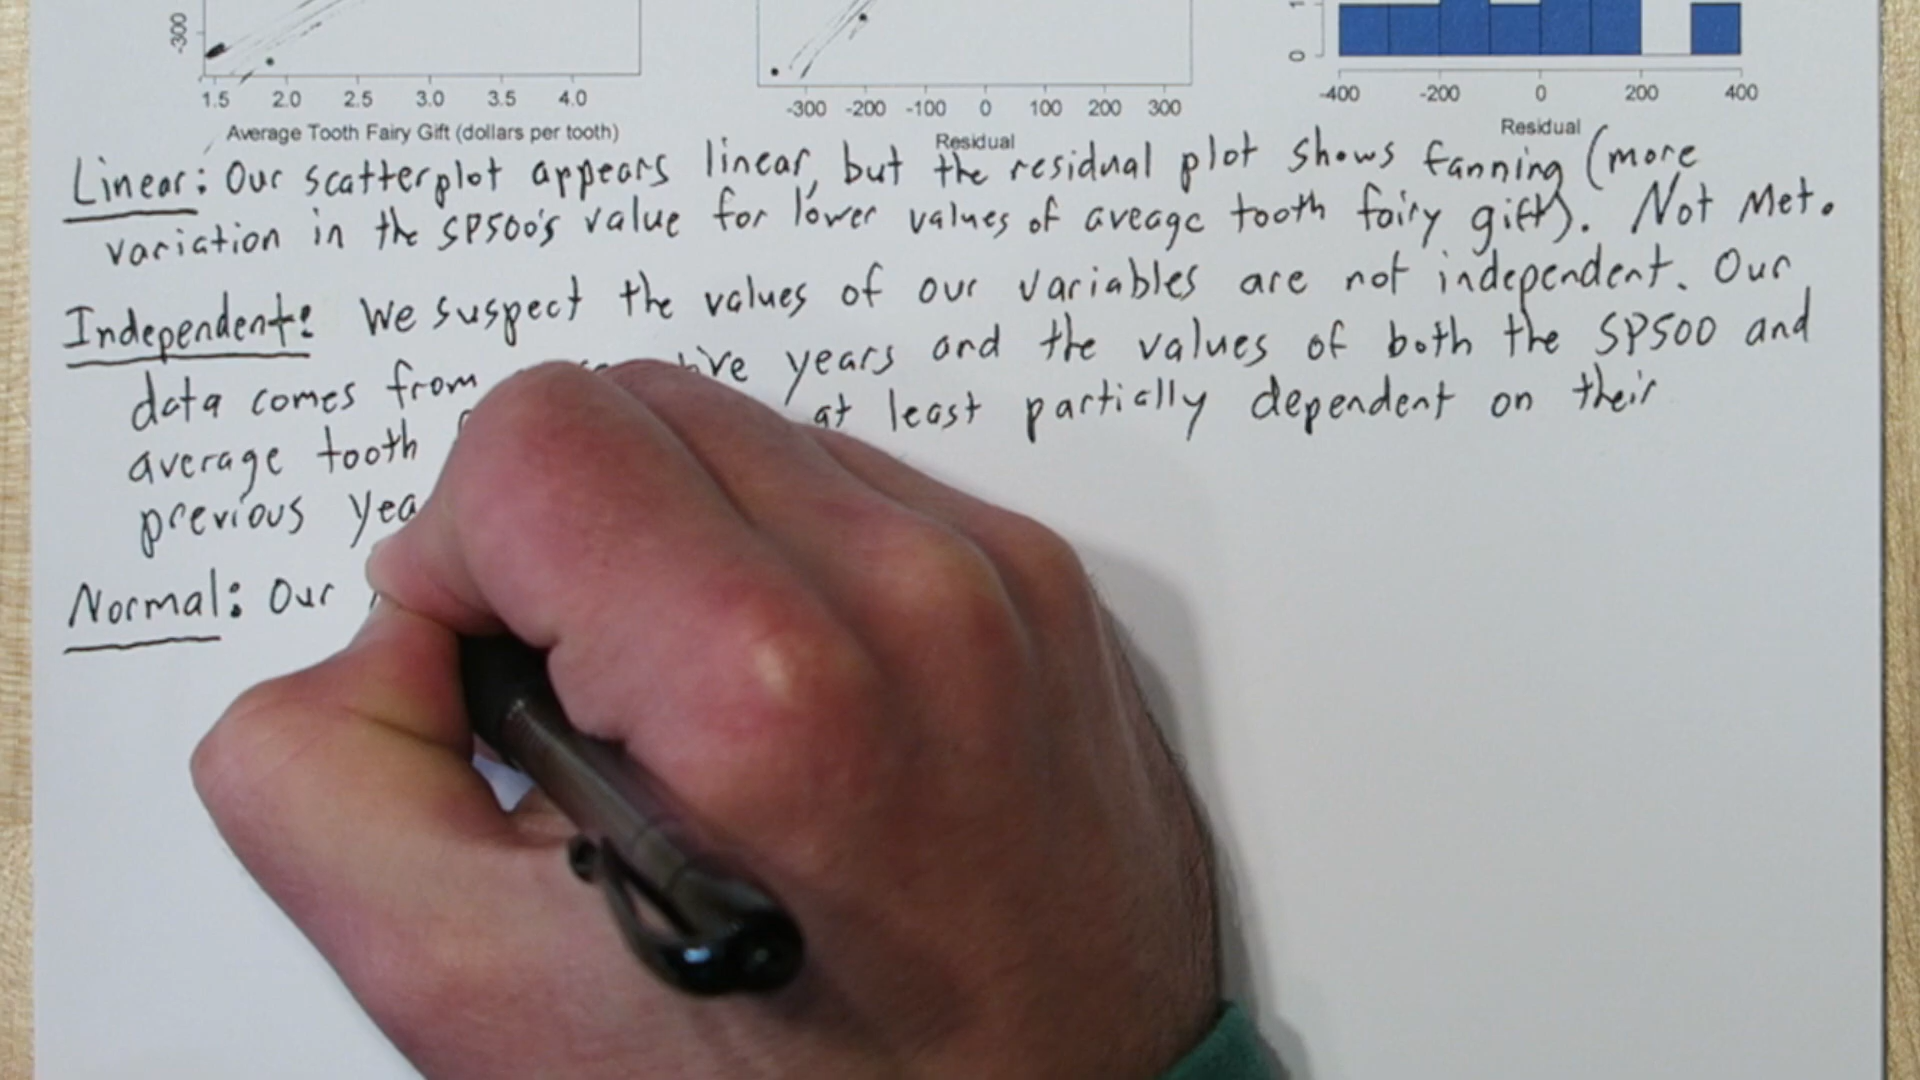 -300
1.5 2.0 2.5 3.0 3.5 4.0
Average Tooth Fairy Gift (dollars per tooth)
-300 -200 -100 0 100 200 300
Residual
1
0
-400 -200 0 200 400
Residual
Linear: Our scatterplot appears linear, but the residual plot shows fanning (more
variation in the SP500's value for lower values of aveage tooth fairy gift). Not Met.
Independent: We suspect the values of our variables are not independent. Our
data comes from years and the values of both the SP500 and
average tooth at least partially dependent on their
previous
Normal: Our